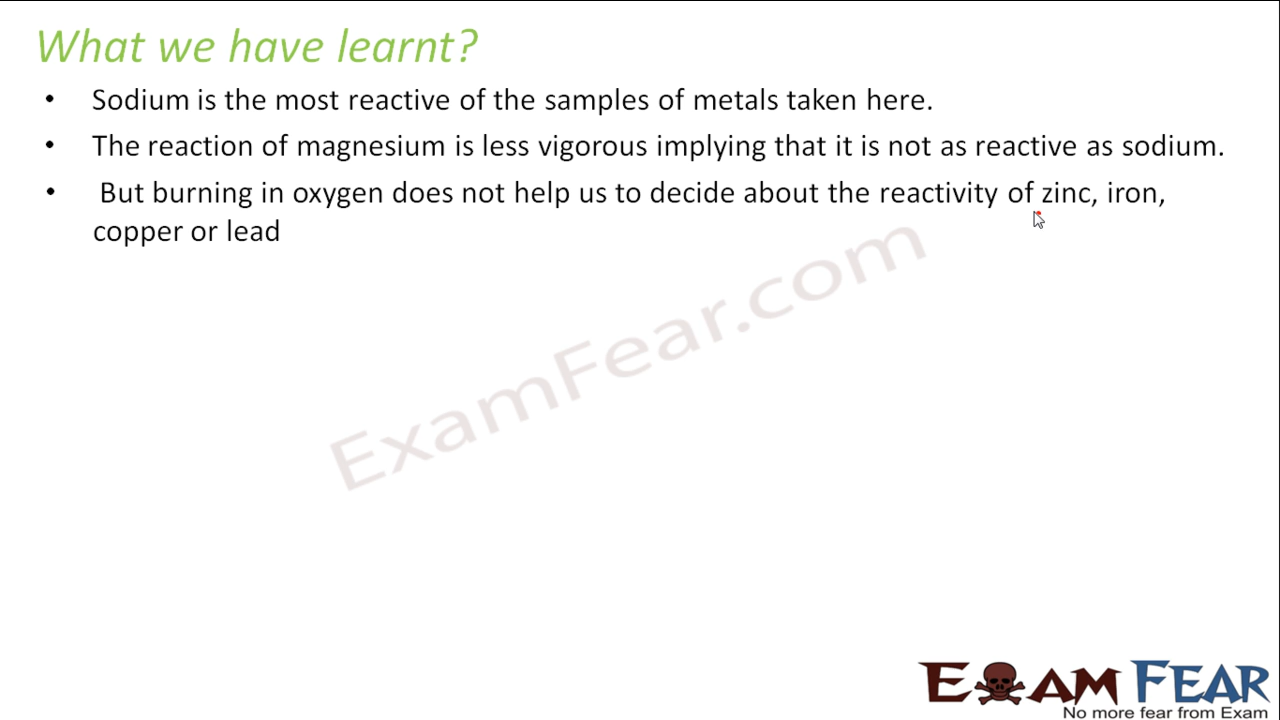 What we have learnt?
• Sodium is the most reactive of the samples of metals taken here.
• The reaction of magnesium is less vigorous implying that it is not as reactive as sodium.
• But burning in oxygen does not help us to decide about the reactivity of zinc, iron,
copper or lead
ExamFear.com
EXAM FEAR
No more fear from Exam